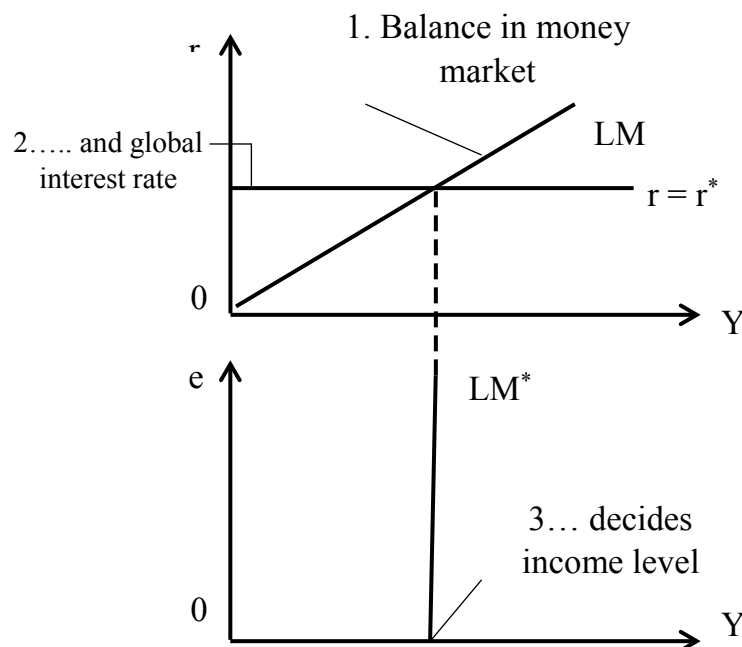 1. Balance in money
market
r
2….. and global
interest rate
LM
r = r*
0
Y
e
LM*
3… decides
income level
0
Y